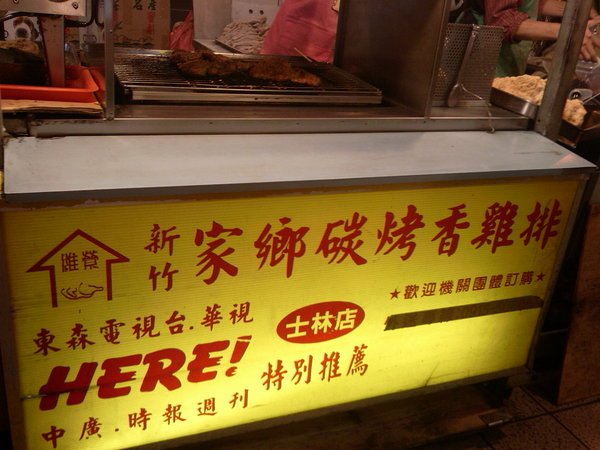 新竹 家鄉碳烤香雞排
唯營
★歡迎機關團體訂購★
東森電視台.華視
士林店
HERE! 特別推薦
中廣.時報週刊